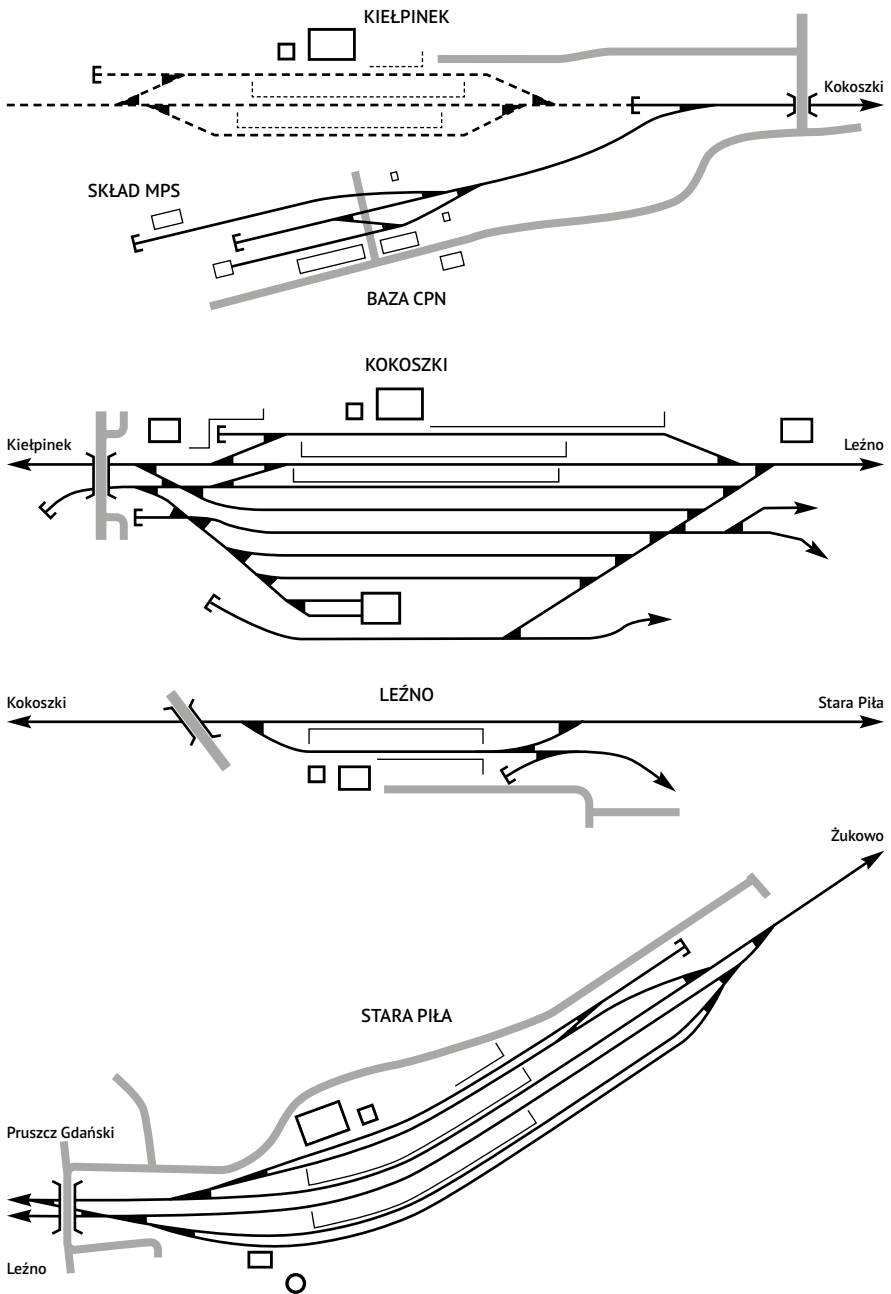 KIEŁPINEK
Kokoszki
SKŁAD MPS
BAZA CPN
KOKOSZKI
Kiełpinek
Leźno
LEŹNO
Kokoszki
Stara Piła
Żukowo
STARA PIŁA
Pruszcz Gdański
Leźno